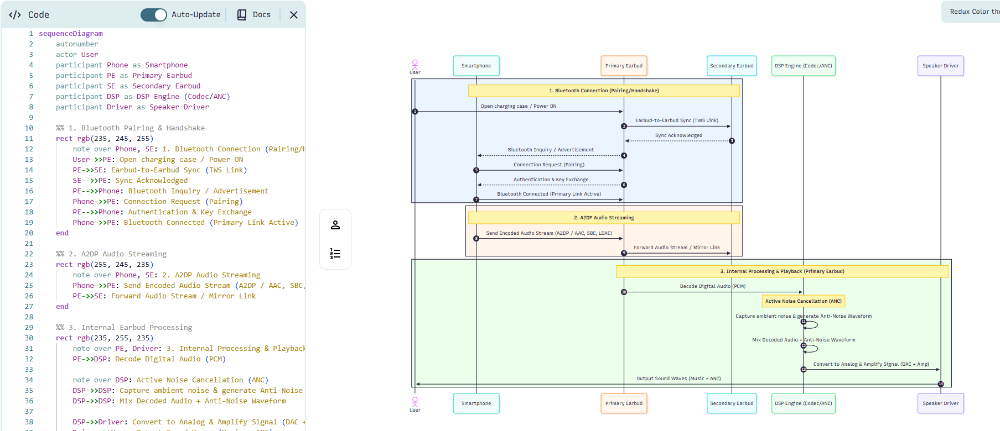 Code
Auto-Update
Docs
1 sequenceDiagram
2 autonumber
3 actor User
4 participant Phone as Smartphone
5 participant PE as Primary Earbud
6 participant SE as Secondary Earbud
7 participant DSP as DSP Engine (Codec/ANC)
8 participant Driver as Speaker Driver
9
10 %% 1. Bluetooth Pairing & Handshake
11 rect rgb(235, 245, 255)
12 note over Phone, SE: 1. Bluetooth Connection (Pairing/H
13 User->>PE: Open charging case / Power ON
14 PE->>SE: Earbud-to-Earbud Sync (TWS Link)
15 SE-->>PE: Sync Acknowledged
16 PE-->>Phone: Bluetooth Inquiry / Advertisement
17 Phone->>PE: Connection Request (Pairing)
18 PE-->>Phone: Authentication & Key Exchange
19 Phone->>PE: Bluetooth Connected (Primary Link Active)
20 end
21
22 %% 2. A2DP Audio Streaming
23 rect rgb(255, 245, 235)
24 note over Phone, SE: 2. A2DP Audio Streaming
25 Phone->>PE: Send Encoded Audio Stream (A2DP / AAC, SBC,
26 PE->>SE: Forward Audio Stream / Mirror Link
27 end
28
29 %% 3. Internal Earbud Processing
30 rect rgb(235, 255, 235)
31 note over PE, Driver: 3. Internal Processing & Playback
32 PE->>DSP: Decode Digital Audio (PCM)
33
34 note over DSP: Active Noise Cancellation (ANC)
35 DSP->>DSP: Capture ambient noise & generate Anti-Noise
36 DSP->>DSP: Mix Decoded Audio + Anti-Noise Waveform
37
38 DSP->>Driver: Convert to Analog & Amplify Signal (DAC +
Redux Color the
User
Smartphone
Primary Earbud
Secondary Earbud
DSP Engine (Codec/ANC)
Speaker Driver
1. Bluetooth Connection (Pairing/Handshake)
Open charging case / Power ON
1
Earbud-to-Earbud Sync (TWS Link)
2
Sync Acknowledged
3
Bluetooth Inquiry / Advertisement
4
Connection Request (Pairing)
5
Authentication & Key Exchange
6
Bluetooth Connected (Primary Link Active)
7
2. A2DP Audio Streaming
Send Encoded Audio Stream (A2DP / AAC, SBC, LDAC)
8
Forward Audio Stream / Mirror Link
9
3. Internal Processing & Playback (Primary Earbud)
Decode Digital Audio (PCM)
10
Active Noise Cancellation (ANC)
Capture ambient noise & generate Anti-Noise Waveform
11
Mix Decoded Audio + Anti-Noise Waveform
12
Convert to Analog & Amplify Signal (DAC + Amp)
13
Output Sound Waves (Music + ANC)
14
User
Smartphone
Primary Earbud
Secondary Earbud
DSP Engine (Codec/ANC)
Speaker Driver